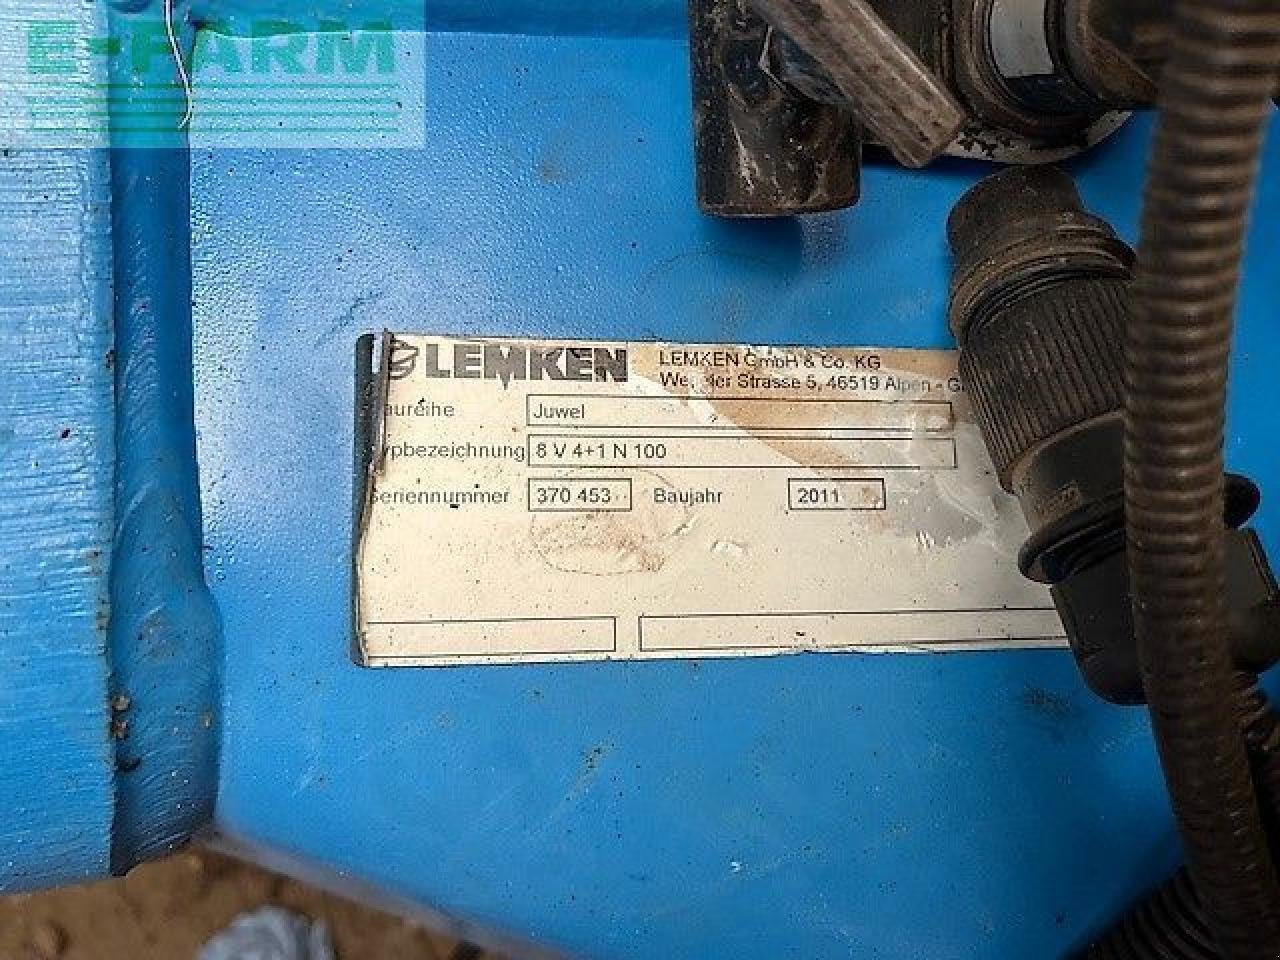 E-FARM
LEMKEN
LEMKEN GmbH & Co. KG
Strasse 5, 46519 Alpen -
Juwel
8 V 4+1 N 100
Seriennummer 370 453 Baujahr 2011